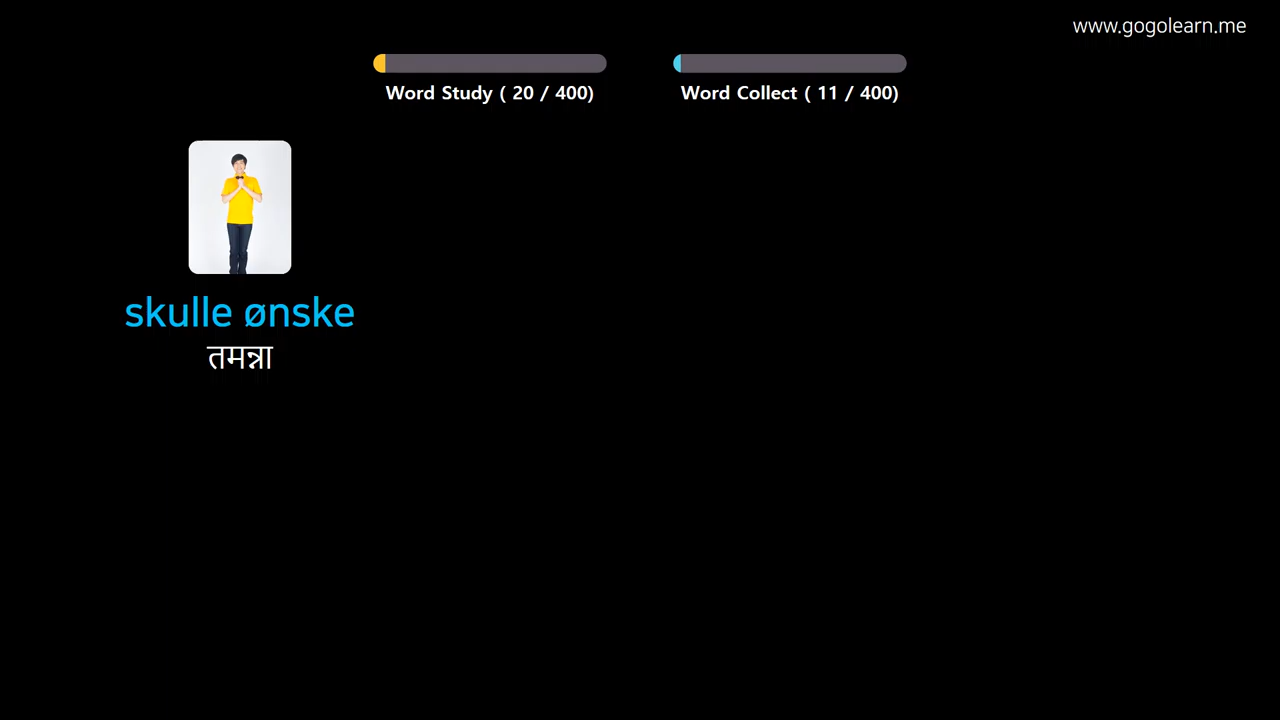 www.gogolearn.me
Word Study ( 20 / 400)
Word Collect ( 11 / 400)
skulle ønske
तमन्ना